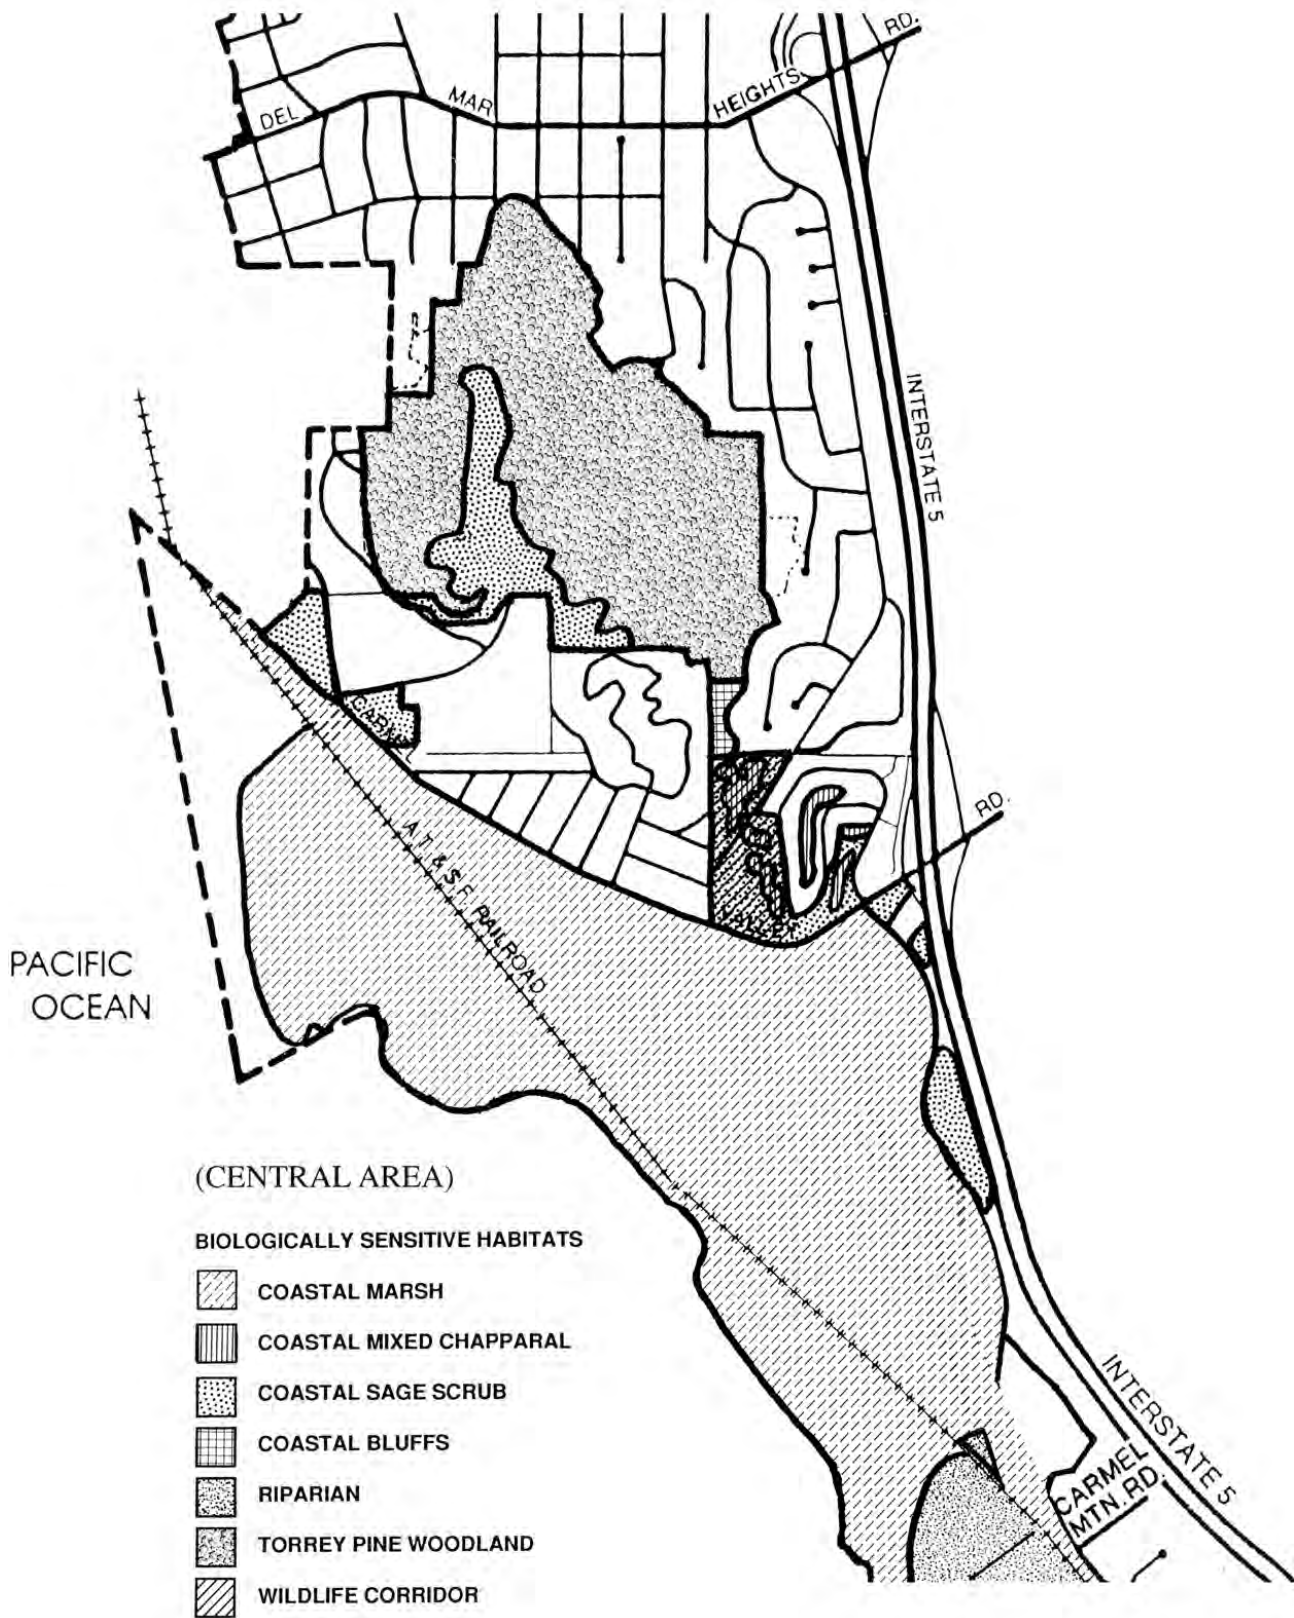 RD.
DEL
MAR
HEIGHTS
INTERSTATE 5
RD.
A.T. & S.F. RAILROAD
PACIFIC
OCEAN
(CENTRAL AREA)
BIOLOGICALLY SENSITIVE HABITATS
COASTAL MARSH
COASTAL MIXED CHAPPARAL
COASTAL SAGE SCRUB
COASTAL BLUFFS
RIPARIAN
TORREY PINE WOODLAND
WILDLIFE CORRIDOR
INTERSTATE 5
CARMEL
MTN. RD.